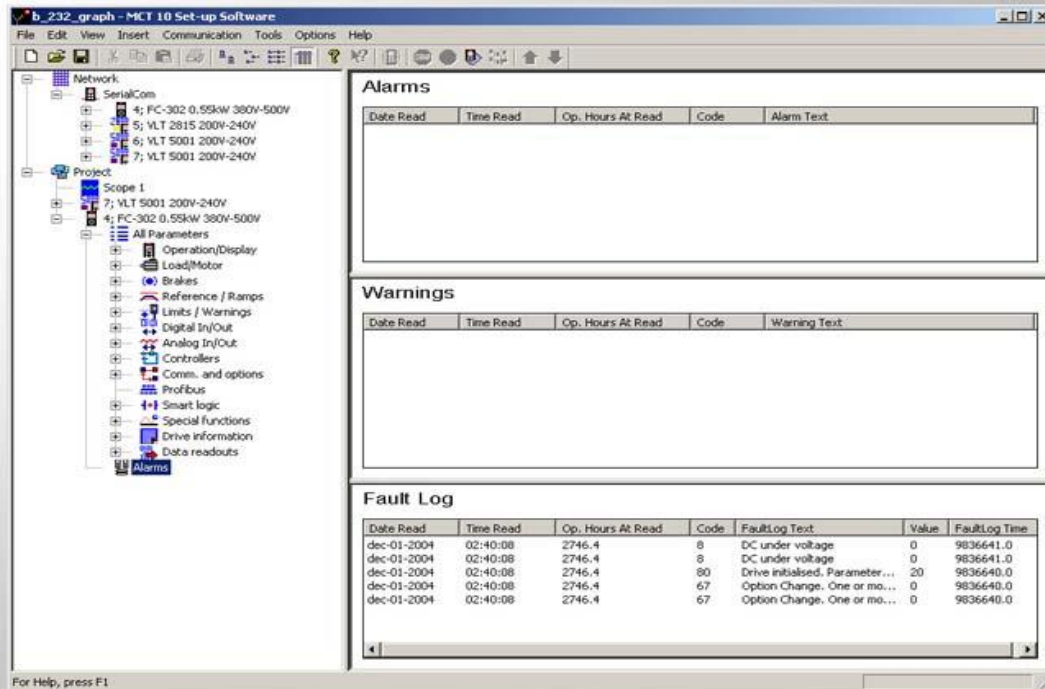 b_232_graph - MCT 10 Set-up Software
File Edit View Insert Communication Tools Options Help
Network
SerialCom
4; FC-302 0.55kW 380V-500V
5; VLT 2815 200V-240V
6; VLT 5001 200V-240V
7; VLT 5001 200V-240V
Project
Scope 1
7; VLT 5001 200V-240V
4; FC-302 0.55kW 380V-500V
All Parameters
Operation/Display
Load/Motor
Brakes
Reference / Ramps
Limits / Warnings
Digital In/Out
Analog In/Out
Controllers
Comm. and options
Profibus
Smart logic
Special functions
Drive information
Data readouts
Alarms
Alarms
Date Read Time Read Op. Hours At Read Code Alarm Text
Warnings
Date Read Time Read Op. Hours At Read Code Warning Text
Fault Log
Date Read Time Read Op. Hours At Read Code FaultLog Text Value FaultLog Time
dec-01-2004 02:40:08 2746.4 8 DC under voltage 0 9836641.0
dec-01-2004 02:40:08 2746.4 8 DC under voltage 0 9836641.0
dec-01-2004 02:40:08 2746.4 80 Drive initialised. Parameter... 20 9836640.0
dec-01-2004 02:40:08 2746.4 67 Option Change. One or mo... 0 9836640.0
dec-01-2004 02:40:08 2746.4 67 Option Change. One or mo... 0 9836640.0
For Help, press F1